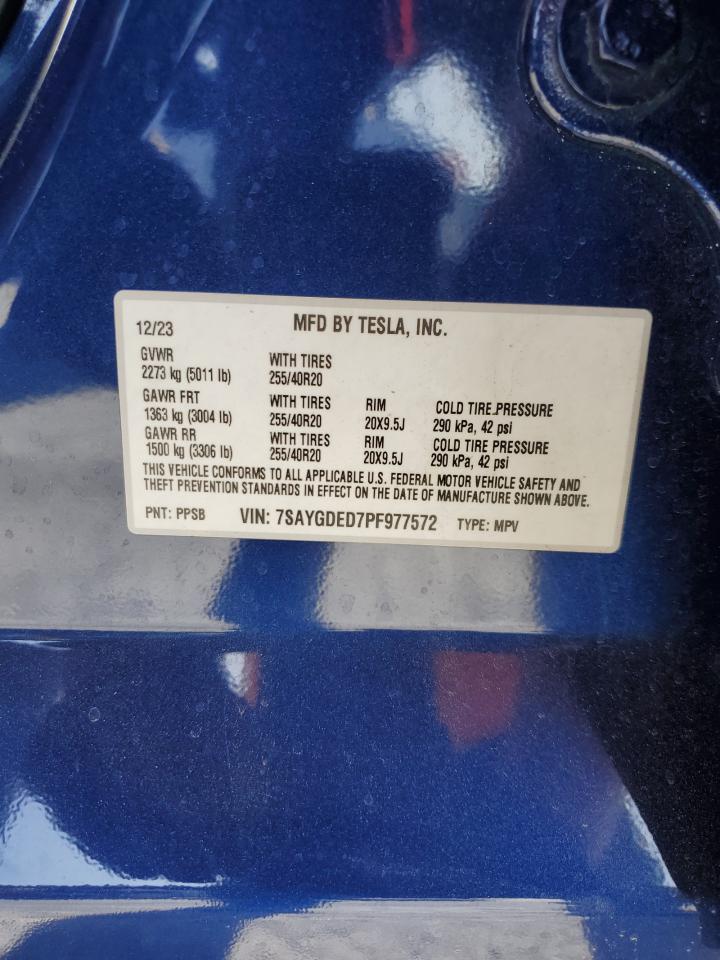 12/23 MFD BY TESLA, INC.
GVWR WITH TIRES
2273 kg (5011 lb) 255/40R20
GAWR FRT WITH TIRES RIM COLD TIRE PRESSURE
1363 kg (3004 lb) 255/40R20 20X9.5J 290 kPa, 42 psi
GAWR RR WITH TIRES RIM COLD TIRE PRESSURE
1500 kg (3306 lb) 255/40R20 20X9.5J 290 kPa, 42 psi
THIS VEHICLE CONFORMS TO ALL APPLICABLE U.S. FEDERAL MOTOR VEHICLE SAFETY AND
THEFT PREVENTION STANDARDS IN EFFECT ON THE DATE OF MANUFACTURE SHOWN ABOVE.
PNT: PPSB VIN: 7SAYGDED7PF977572 TYPE: MPV